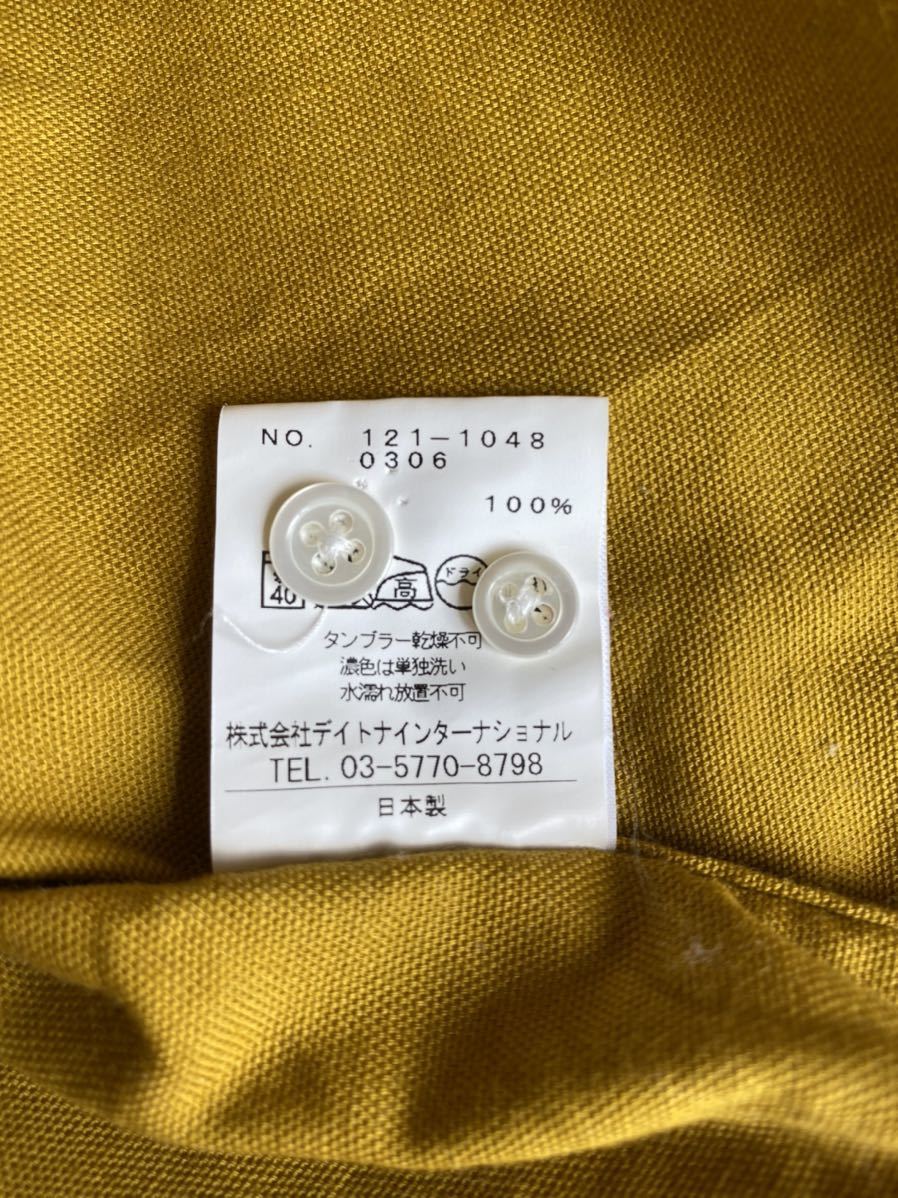 NO. 121-1048
0306
100%
40 高 ドライ
タンブラー乾燥不可
濃色は単独洗い
水濡れ放置不可
株式会社デイトナインターナショナル
TEL. 03-5770-8798
日本製